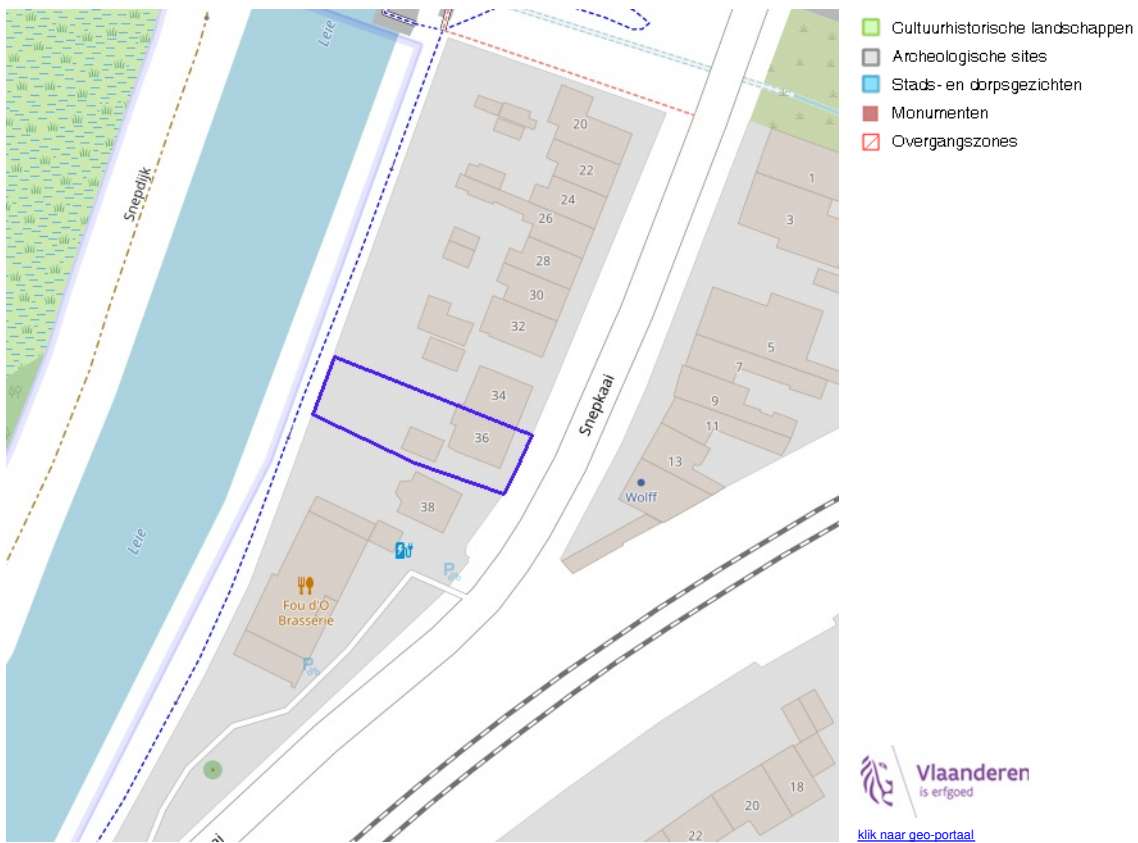 Leie
Snepdijk
20
22
24
26
28
30
32
34
36
38
1
3
5
7
9
11
13
Wolff
Snepkaai
Leie
Fou d'O
Brasserie
P
P
ai
18
20
22
Cultuurhistorische landschappen
Archeologische sites
Stads- en dorpsgezichten
Monumenten
Overgangszones
Vlaanderen
is erfgoed
klik naar geo-portaal